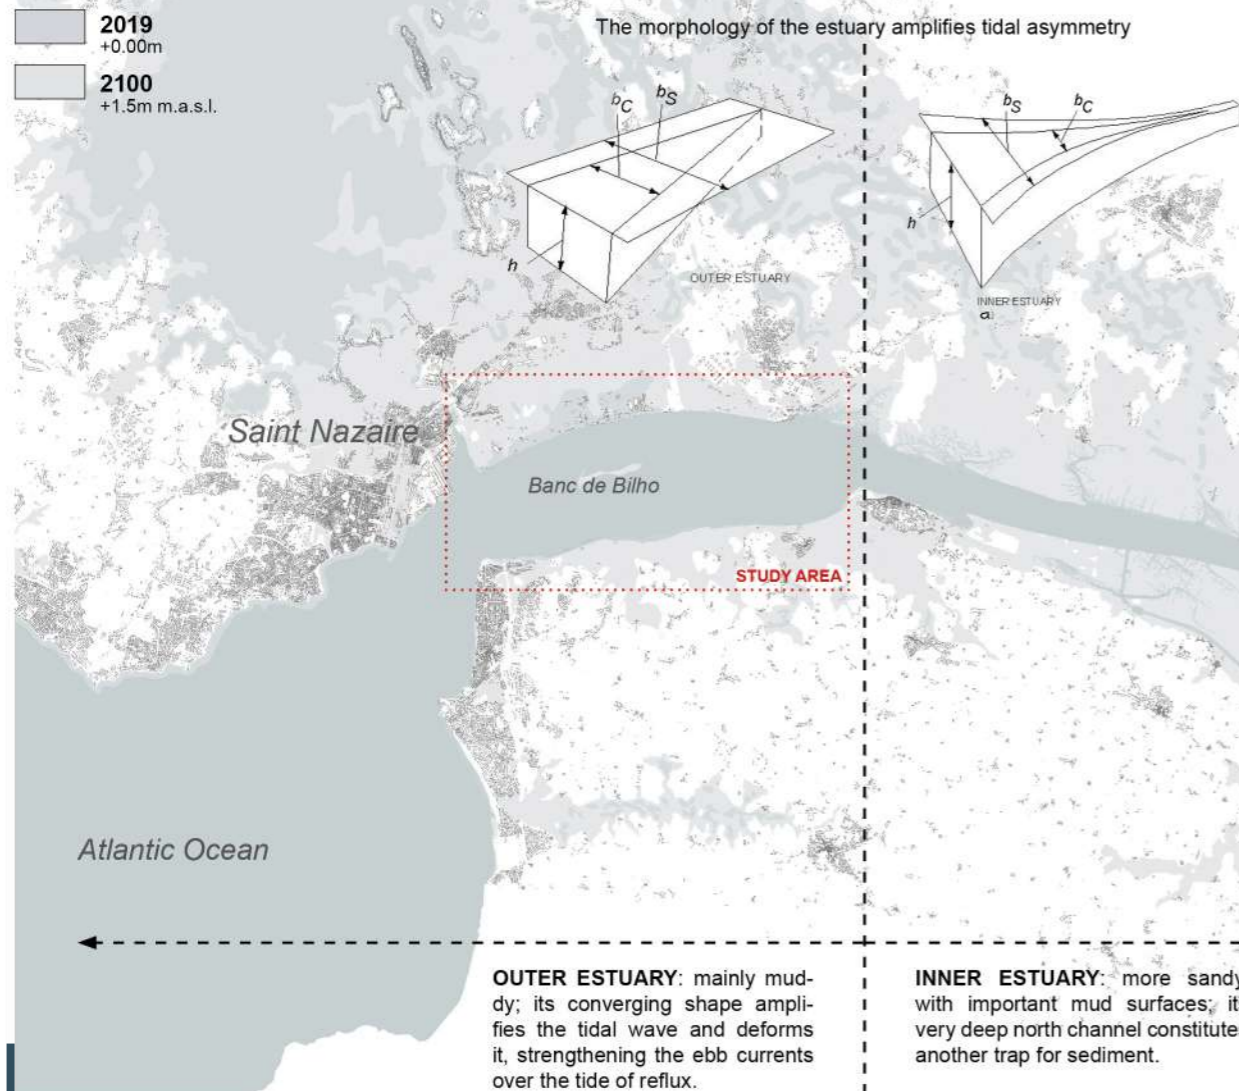 2019
+0.00m
2100
+1.5m m.a.s.l.
The morphology of the estuary amplifies tidal asymmetry
bC
bS
h
OUTER ESTUARY
bS
bC
h
INNER ESTUARY
a)
Saint Nazaire
Banc de Bilho
STUDY AREA
Atlantic Ocean
OUTER ESTUARY: mainly mud-
dy; its converging shape ampli-
fies the tidal wave and deforms
it, strengthening the ebb currents
over the tide of reflux.
INNER ESTUARY: more sandy
with important mud surfaces; it
very deep north channel constitute
another trap for sediment.